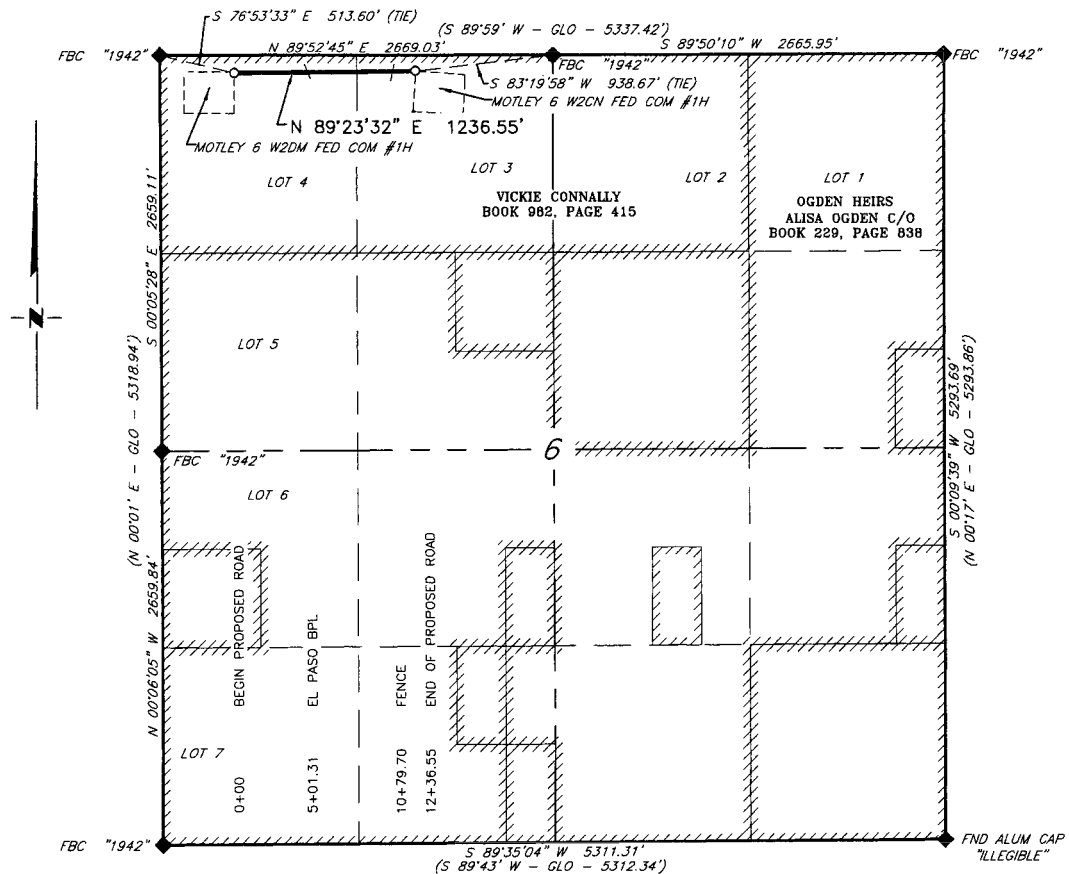 S 76°53'33" E 513.60' (TIE)
(S 89°59' W - GLO - 5337.42')
FBC "1942"
N 89°52'45" E 2669.03'
S 89°50'10" W 2665.95'
FBC "1942"
FBC "1942"
S 83°19'58" W 938.67' (TIE)
MOTLEY 6 W2CN FED COM #1H
N 89°23'32" E 1236.55'
MOTLEY 6 W2DM FED COM #1H
LOT 4
LOT 3
LOT 2
LOT 1
VICKIE CONNALLY
BOOK 982, PAGE 415
OGDEN HEIRS
ALISA OGDEN C/O
BOOK 229, PAGE 838
S 00°05'28" E 2659.11'
N
LOT 5
(N 00°01' E - GLO - 5318.94')
S 00°09'39" W 5293.69'
(N 00°17' E - GLO - 5293.86')
FBC "1942"
6
LOT 6
N 00°06'05" W 2659.84'
LOT 7
0+00 BEGIN PROPOSED ROAD
5+01.31 EL PASO BPL
10+79.70 FENCE
12+36.55 END OF PROPOSED ROAD
FBC "1942"
S 89°35'04" W 5311.31'
(S 89°43' W - GLO - 5312.34')
FND ALUM CAP
"ILLEGIBLE"